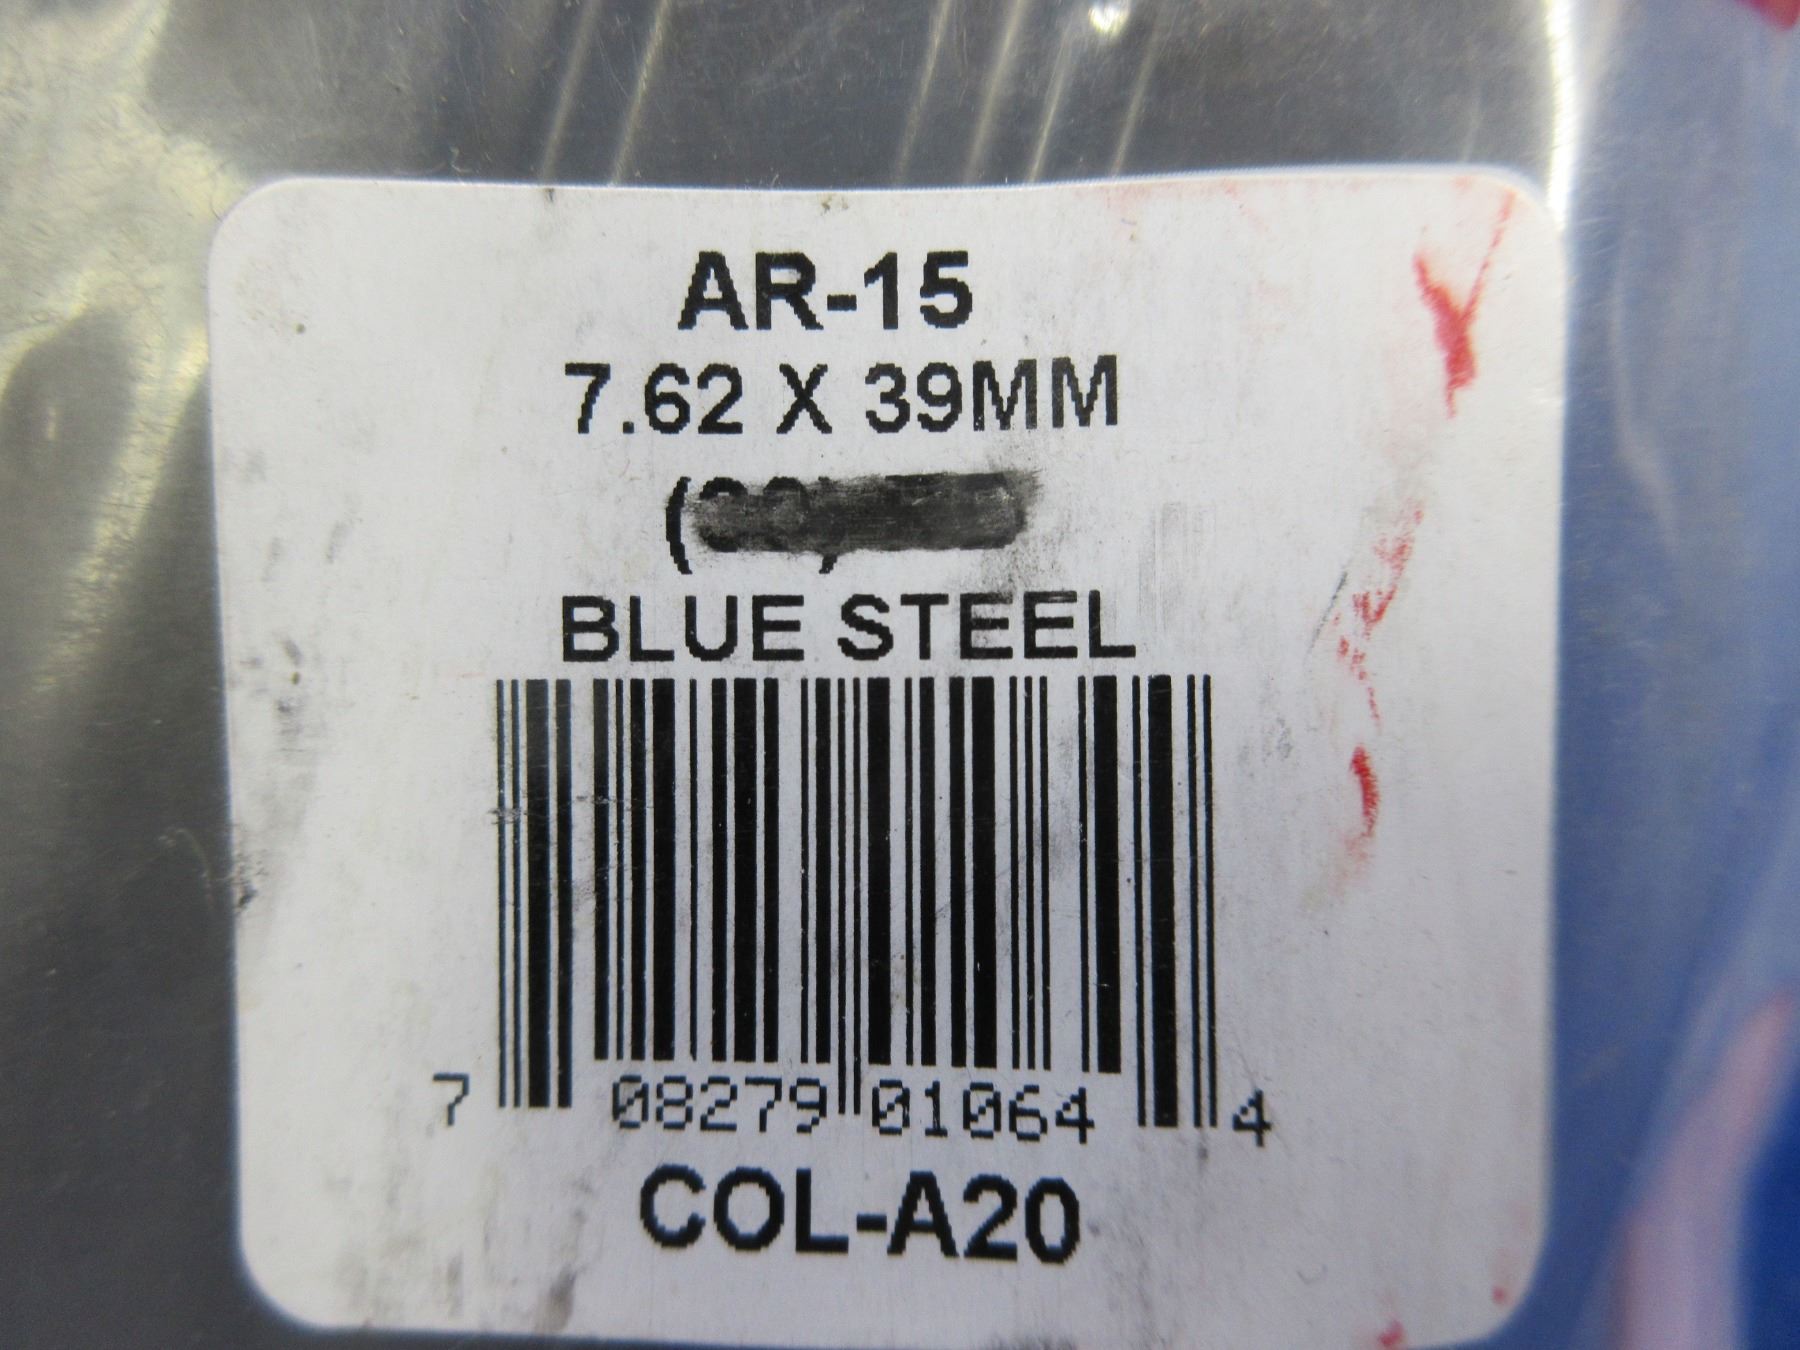 AR-15
7.62 X 39MM
BLUE STEEL
7 08279 01064 4
COL-A20